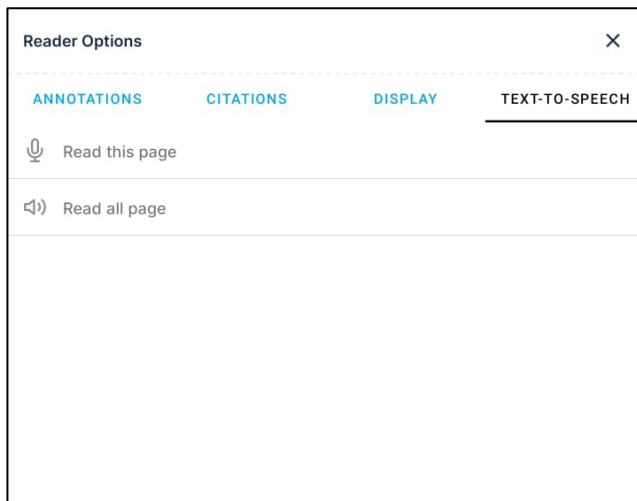 Reader Options
ANNOTATIONS CITATIONS DISPLAY TEXT-TO-SPEECH
Read this page
Read all page